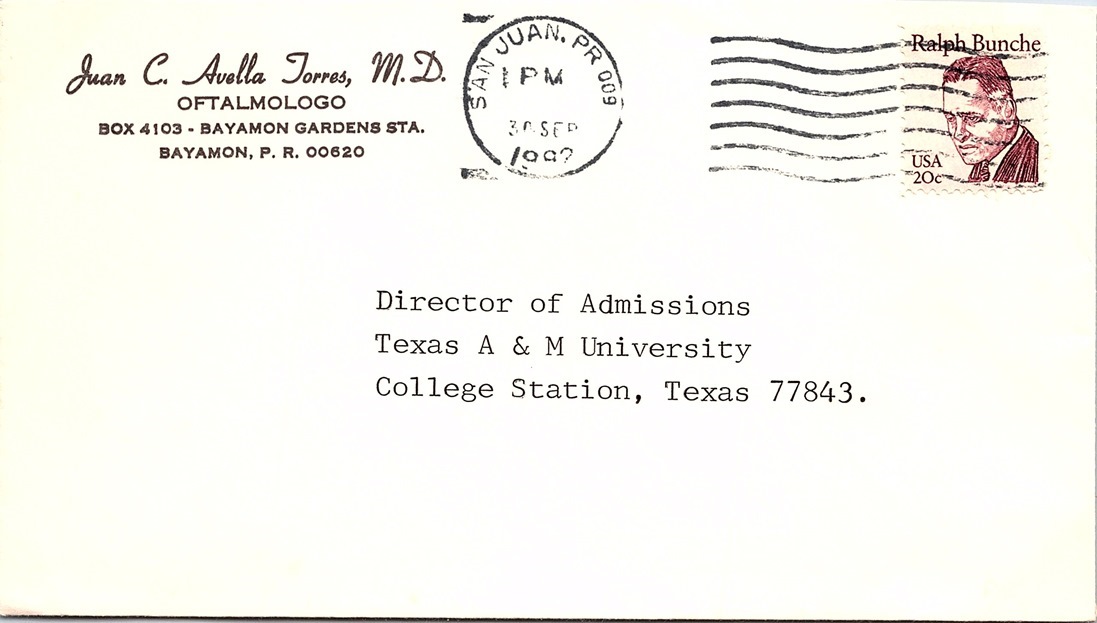 Juan C. Avella Torres, M.D.
OFTALMOLOGO
BOX 4103 - BAYAMON GARDENS STA.
BAYAMON, P. R. 00620
SAN JUAN, PR 009
1 PM
30 SEP
Ralph Bunche
USA
20c
Director of Admissions
Texas A & M University
College Station, Texas 77843.